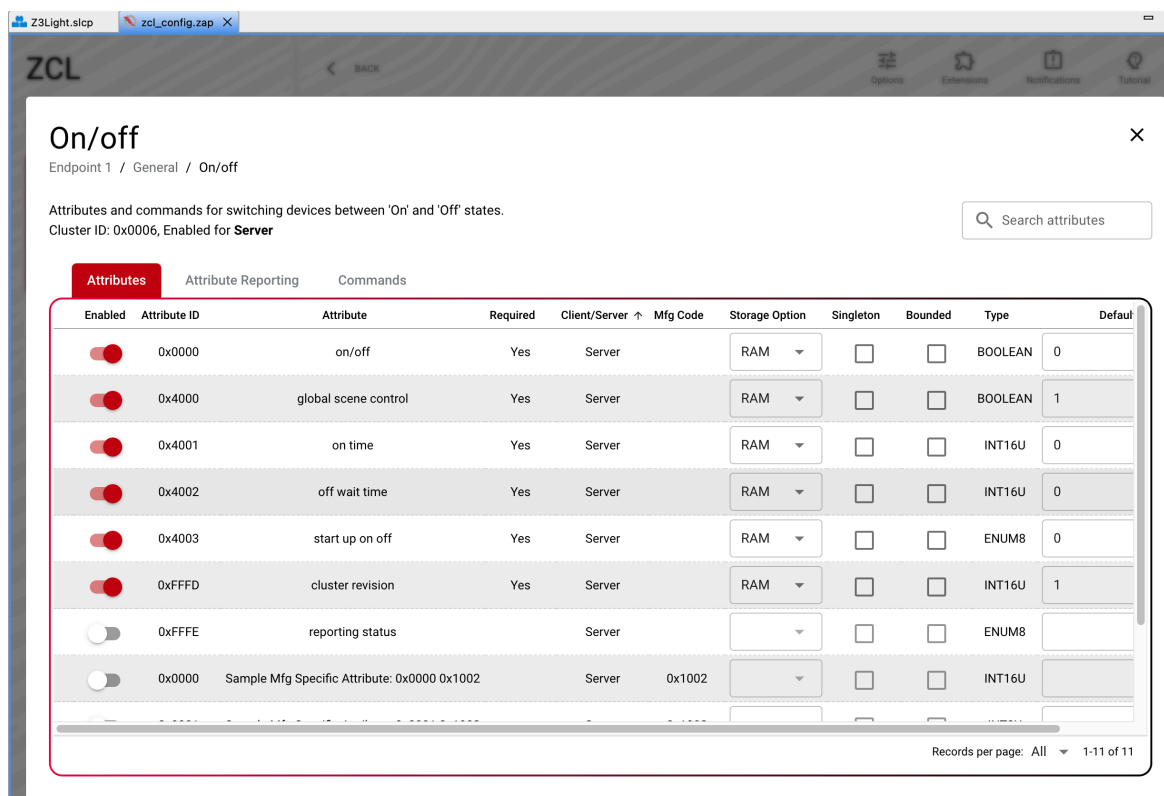 Z3Light.slcp zcl_config.zap
ZCL BACK Options Extensions Notifications Tutorial
On/off
Endpoint 1 / General / On/off
Attributes and commands for switching devices between 'On' and 'Off' states.
Cluster ID: 0x0006, Enabled for Server
Search attributes
Attributes Attribute Reporting Commands
Enabled Attribute ID Attribute Required Client/Server ↑ Mfg Code Storage Option Singleton Bounded Type Defaul
0x0000 on/off Yes Server RAM BOOLEAN 0
0x4000 global scene control Yes Server RAM BOOLEAN 1
0x4001 on time Yes Server RAM INT16U 0
0x4002 off wait time Yes Server RAM INT16U 0
0x4003 start up on off Yes Server RAM ENUM8 0
0xFFFD cluster revision Yes Server RAM INT16U 1
0xFFFE reporting status Server ENUM8
0x0000 Sample Mfg Specific Attribute: 0x0000 0x1002 Server 0x1002 INT16U
Records per page: All 1-11 of 11